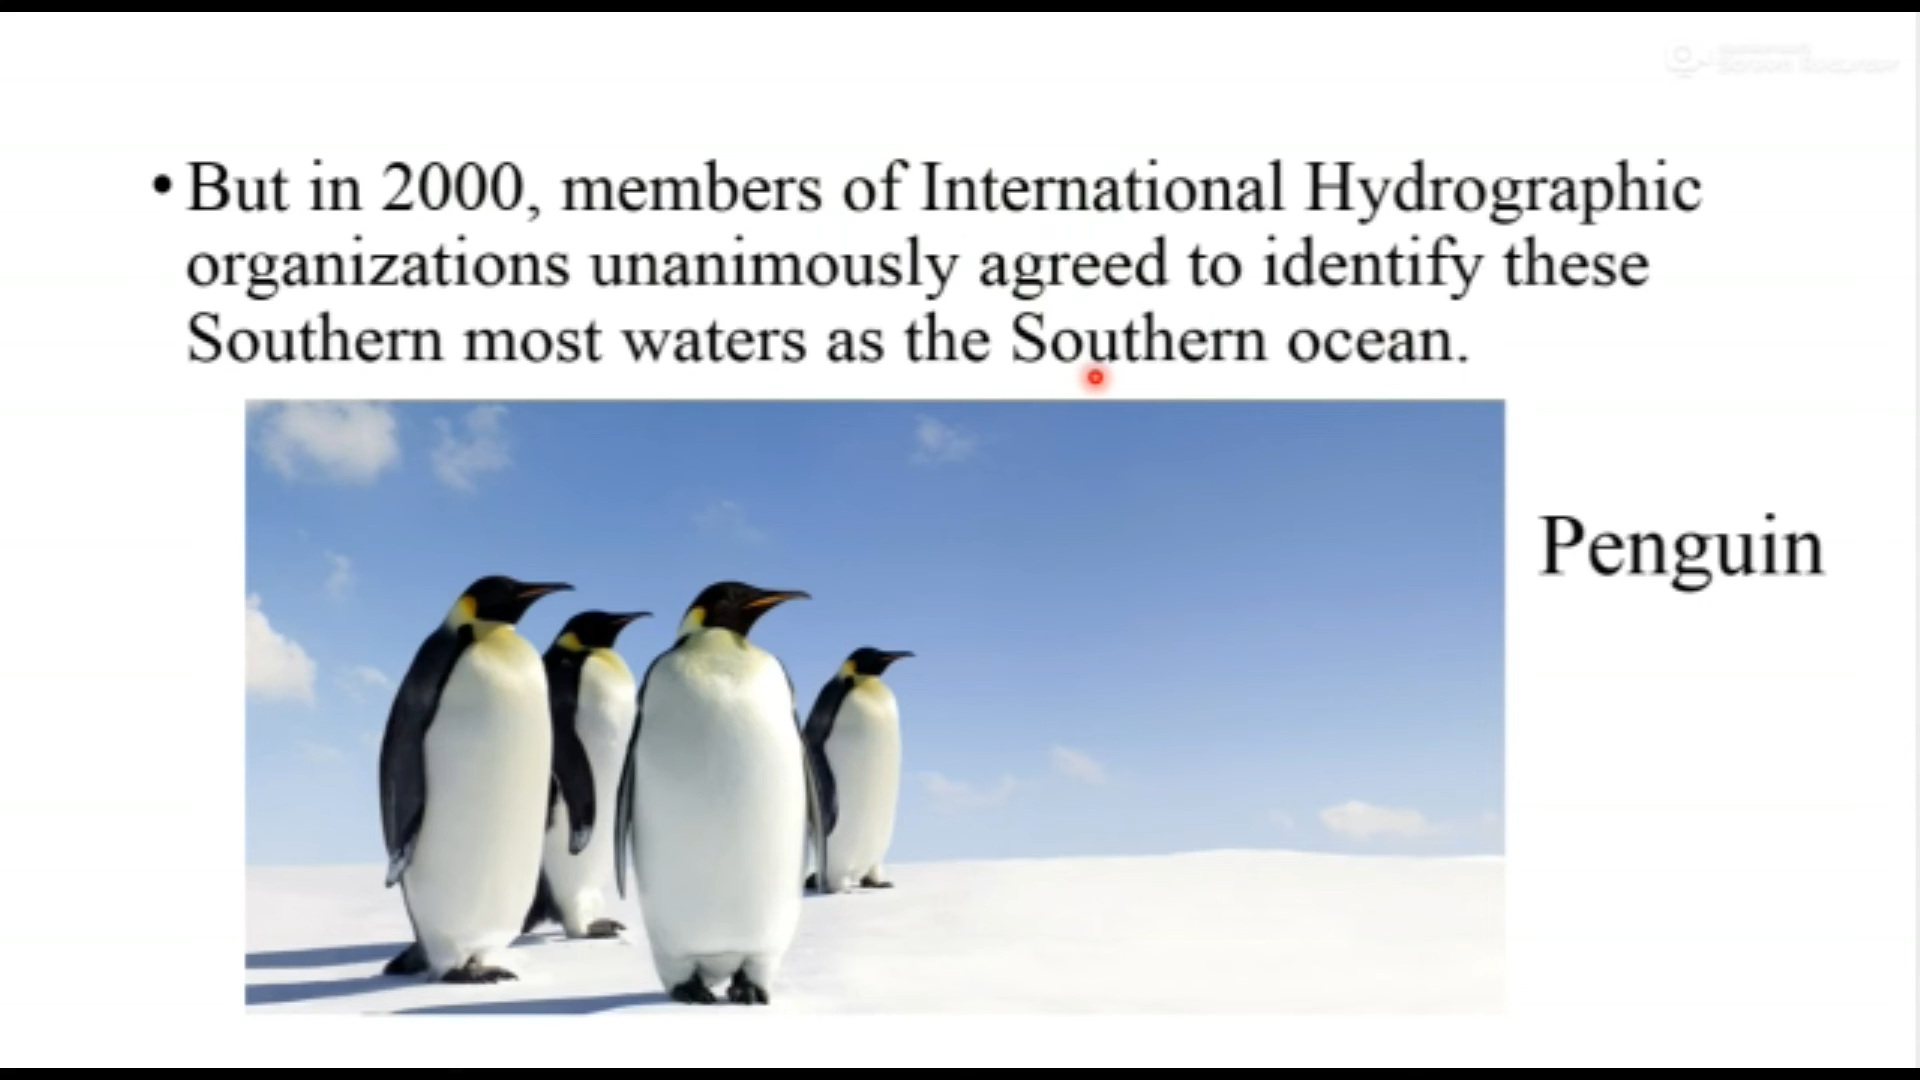 • But in 2000, members of International Hydrographic
organizations unanimously agreed to identify these
Southern most waters as the Southern ocean.
Penguin